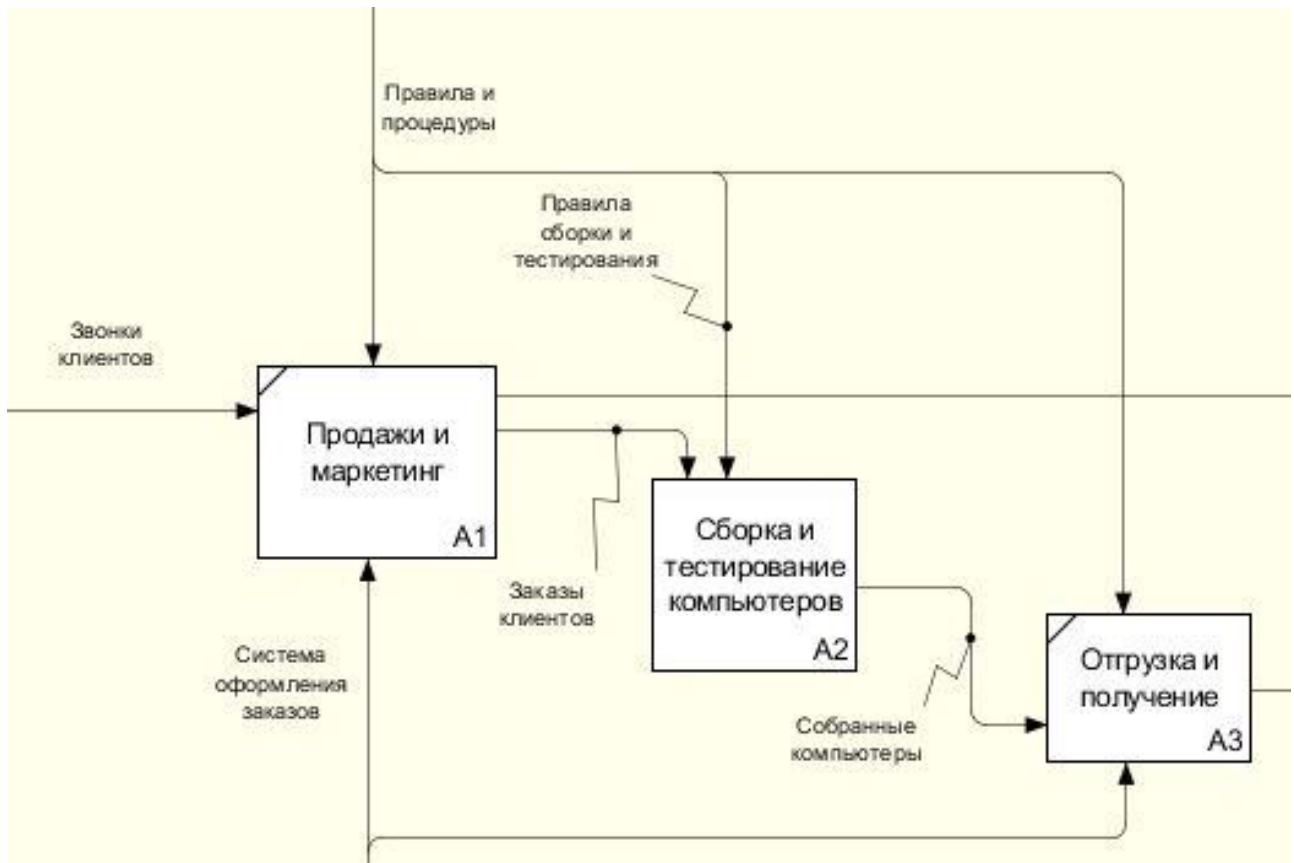 Правила и
процедуры
Правила
сборки и
тестирования
Звонки
клиентов
Продажи и
маркетинг
A1
Сборка и
тестирование
компьютеров
A2
Заказы
клиентов
Система
оформления
заказов
Отгрузка и
получение
A3
Собранные
компьютеры